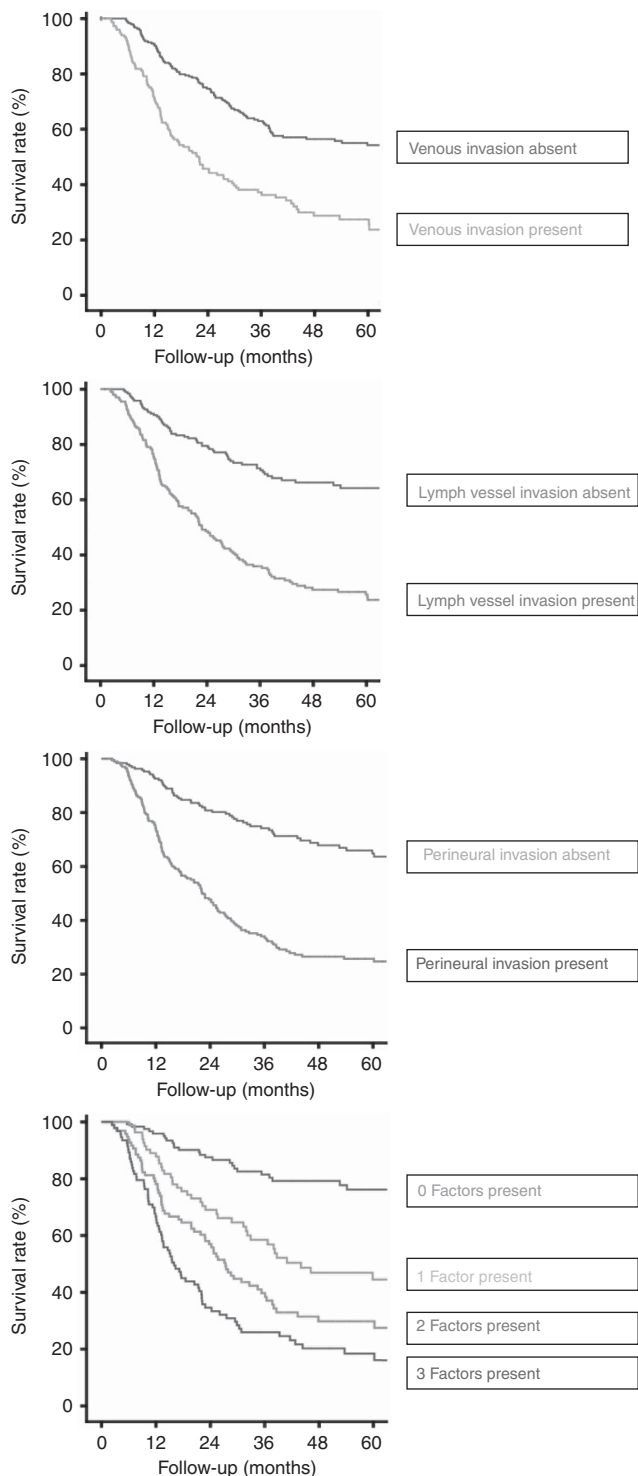 100
80
60
40
20
0
Survival rate (%)
0 12 24 36 48 60
Follow-up (months)
Venous invasion absent
Venous invasion present
100
80
60
40
20
0
Survival rate (%)
0 12 24 36 48 60
Follow-up (months)
Lymph vessel invasion absent
Lymph vessel invasion present
100
80
60
40
20
0
Survival rate (%)
0 12 24 36 48 60
Follow-up (months)
Perineural invasion absent
Perineural invasion present
100
80
60
40
20
0
Survival rate (%)
0 12 24 36 48 60
Follow-up (months)
0 Factors present
1 Factor present
2 Factors present
3 Factors present